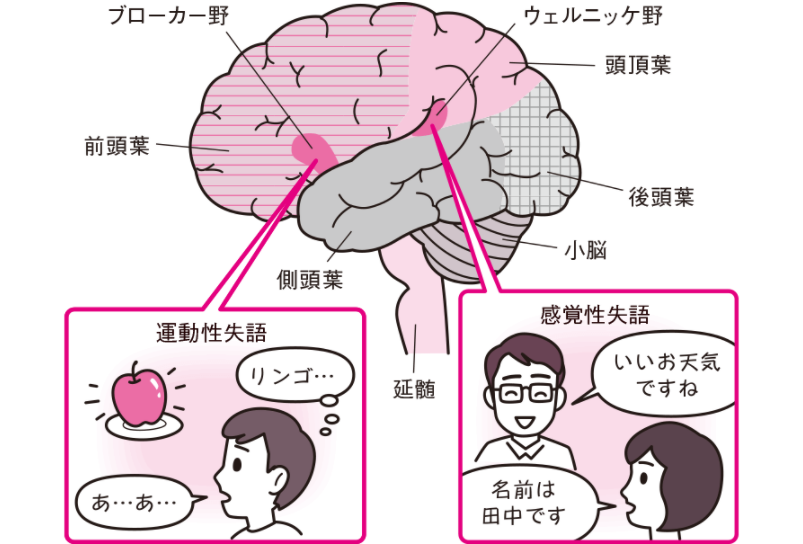 ブローカー野
ウェルニッケ野
頭頂葉
前頭葉
後頭葉
小脳
側頭葉
延髄
運動性失語
リンゴ…
あ…あ…
感覚性失語
いいお天気
ですね
名前は
田中です